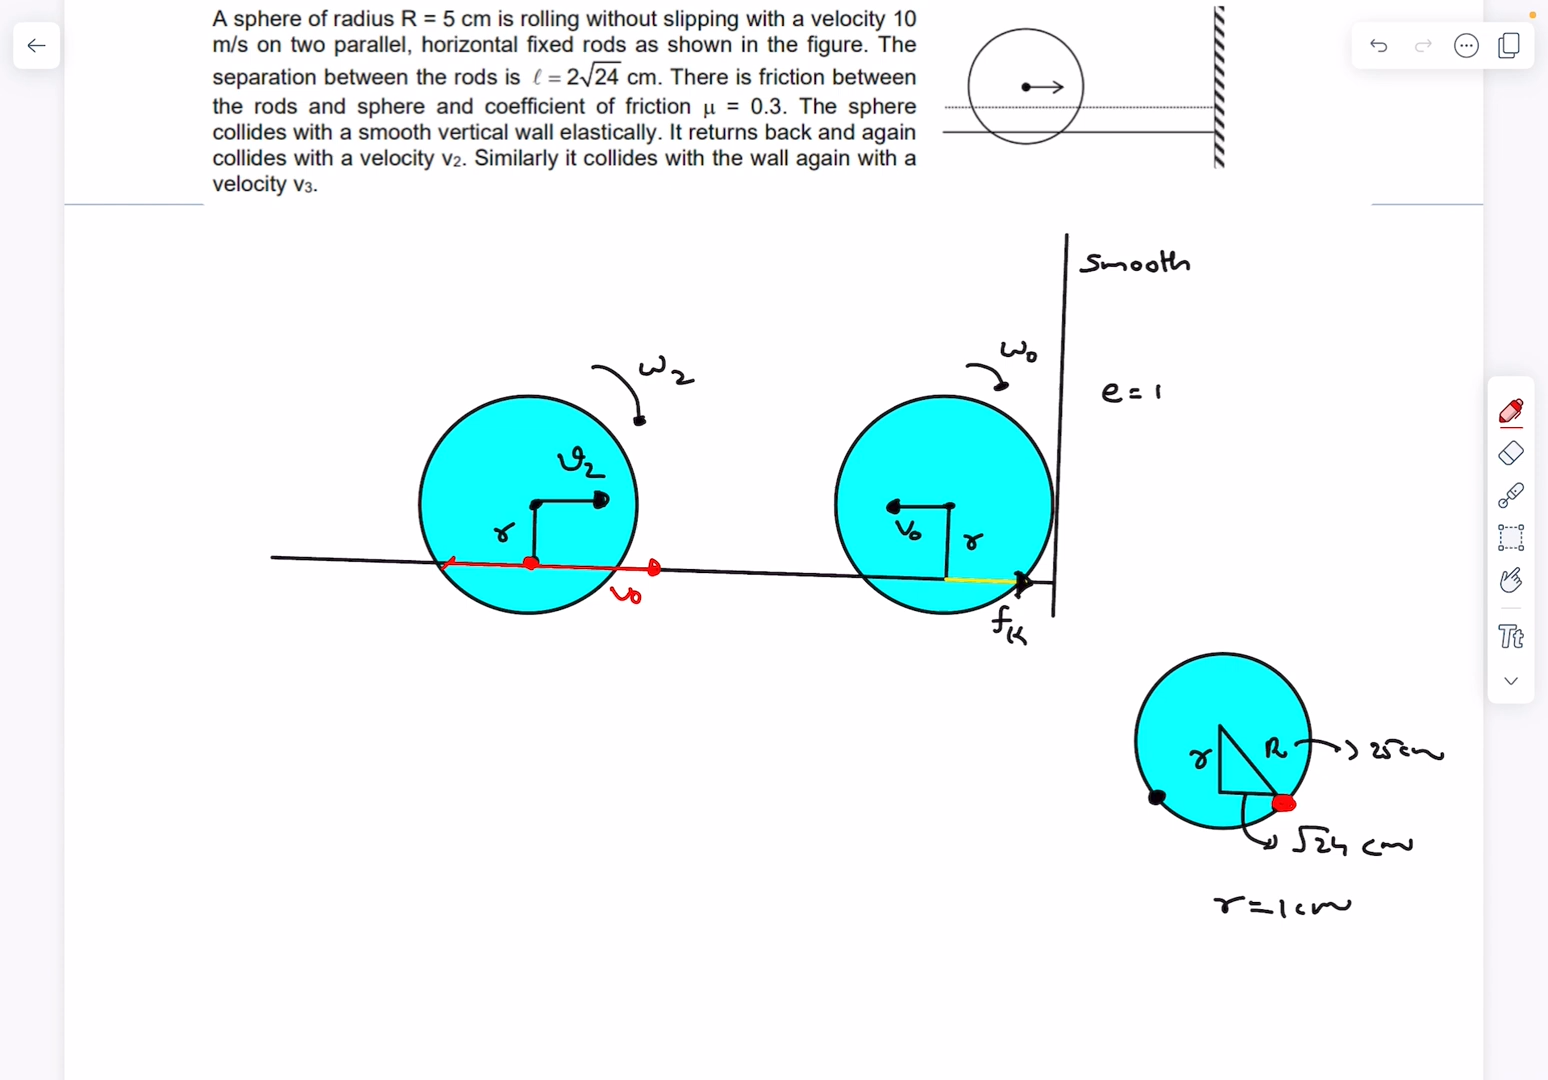 A sphere of radius R = 5 cm is rolling without slipping with a velocity 10
m/s on two parallel, horizontal fixed rods as shown in the figure. The
separation between the rods is ℓ = 2√24 cm. There is friction between
the rods and sphere and coefficient of friction μ = 0.3. The sphere
collides with a smooth vertical wall elastically. It returns back and again
collides with a velocity v₂. Similarly it collides with the wall again with a
velocity v₃.
smooth
ω₂
ω₀
e = 1
v₂
r
v₀
r
v₀
fₖ
r
R
25cm
√24 cm
r = 1cm
Tt